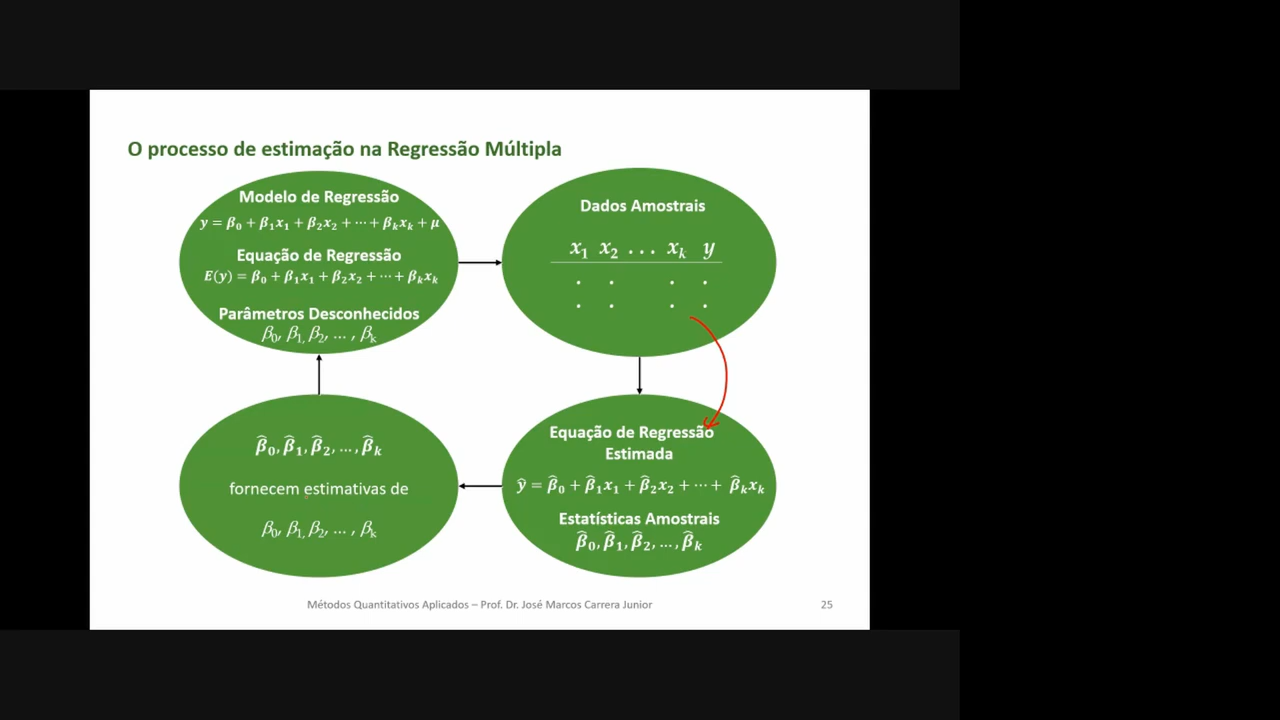 O processo de estimação na Regressão Múltipla
Modelo de Regressão
y = β₀ + β₁x₁ + β₂x₂ + ⋯ + βₖxₖ + μ
Equação de Regressão
E(y) = β₀ + β₁x₁ + β₂x₂ + ⋯ + βₖxₖ
Parâmetros Desconhecidos
β₀, β₁, β₂, ... , βₖ
Dados Amostrais
x₁ x₂ . . . xₖ y
. . . .
. . . .
Equação de Regressão
Estimada
ŷ = β̂₀ + β̂₁x₁ + β̂₂x₂ + ⋯ + β̂ₖxₖ
Estatísticas Amostrais
β̂₀, β̂₁, β̂₂, ..., β̂ₖ
β̂₀, β̂₁, β̂₂, ..., β̂ₖ
fornecem estimativas de
β₀, β₁, β₂, ... , βₖ
Métodos Quantitativos Aplicados – Prof. Dr. José Marcos Carrera Junior
25